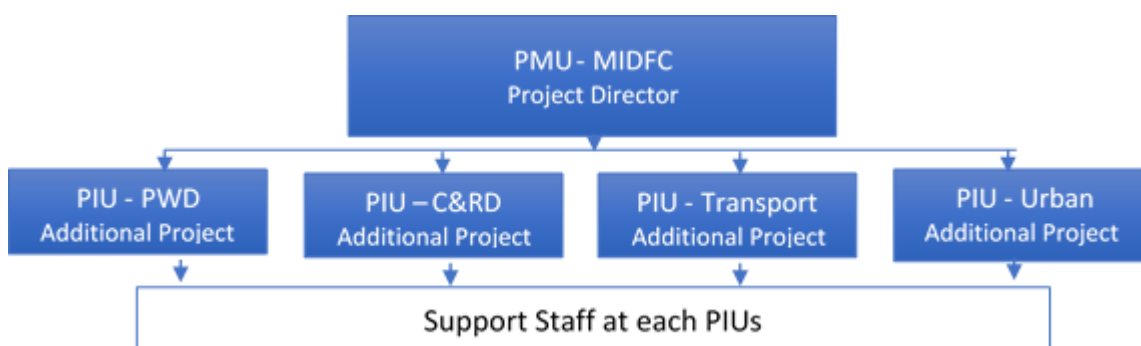 PMU - MIDFC
Project Director
PIU - PWD
Additional Project
PIU – C&RD
Additional Project
PIU - Transport
Additional Project
PIU - Urban
Additional Project
Support Staff at each PIUs